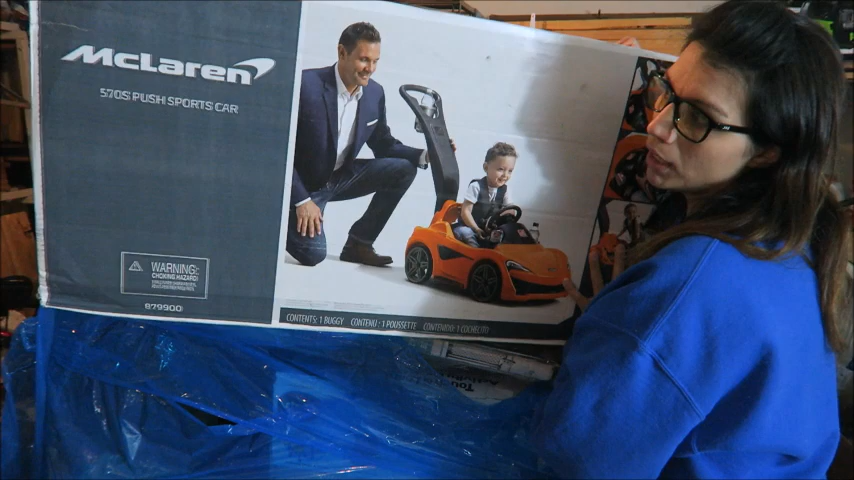 McLaren
570S PUSH SPORTS CAR
WARNING:
CHOKING HAZARD
879900
CONTENTS: 1 BUGGY CONTENU: 1 POUSSETTE CONTENIDO: 1 COCHECITO